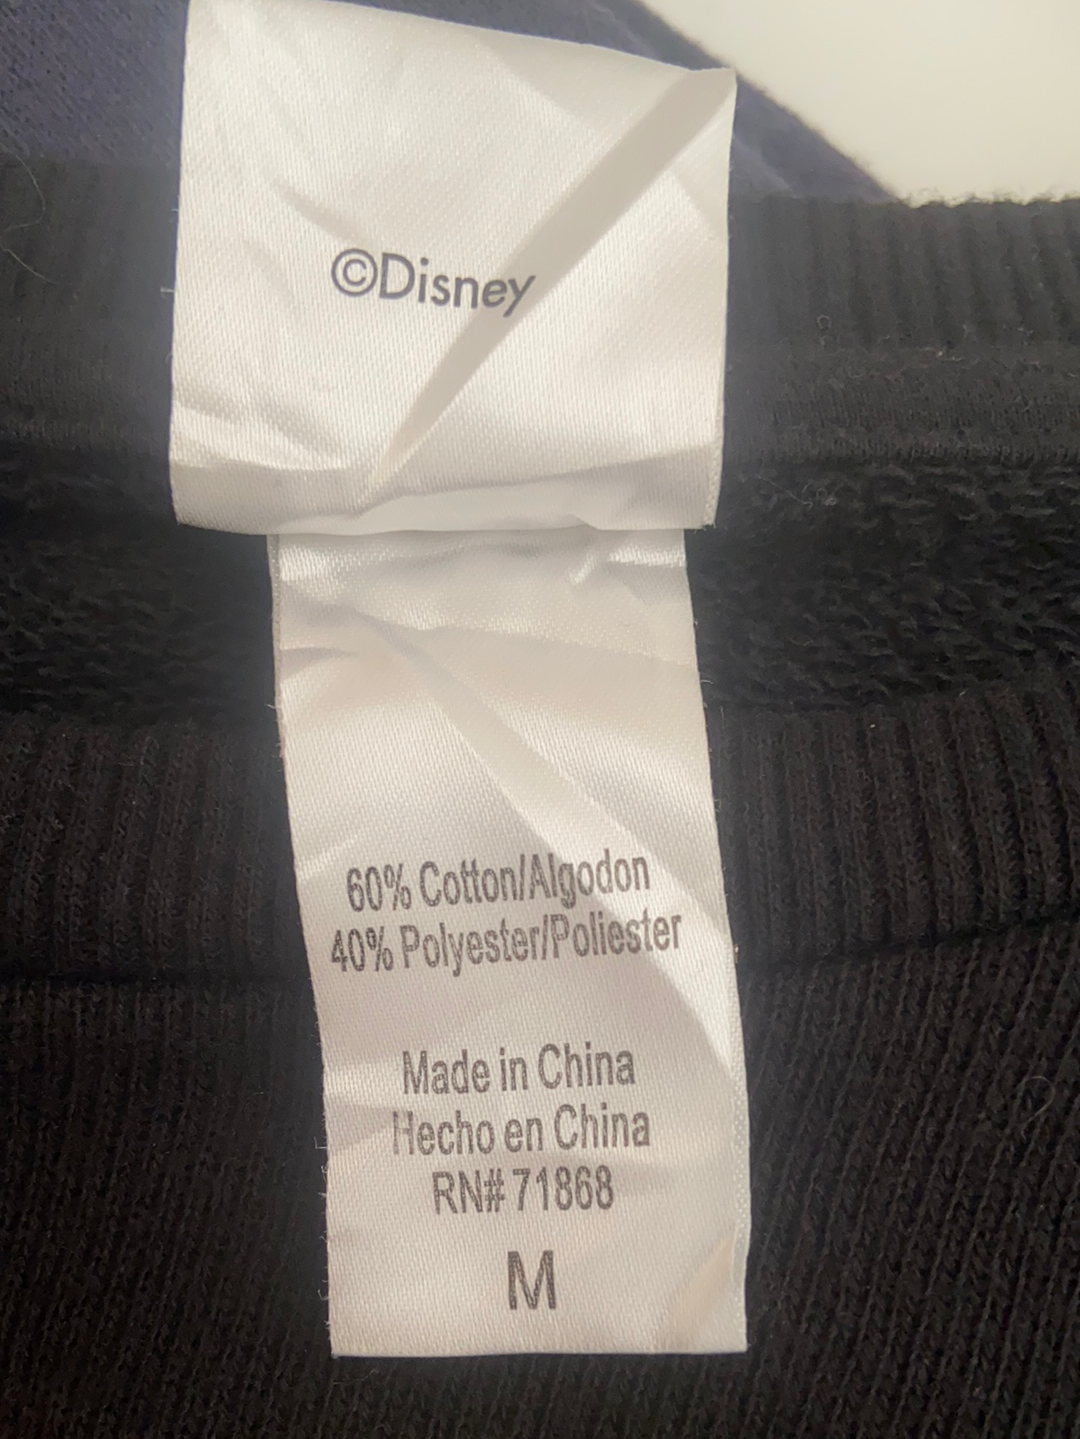 ©Disney
60% Cotton/Algodon
40% Polyester/Poliester
Made in China
Hecho en China
RN# 71868
M